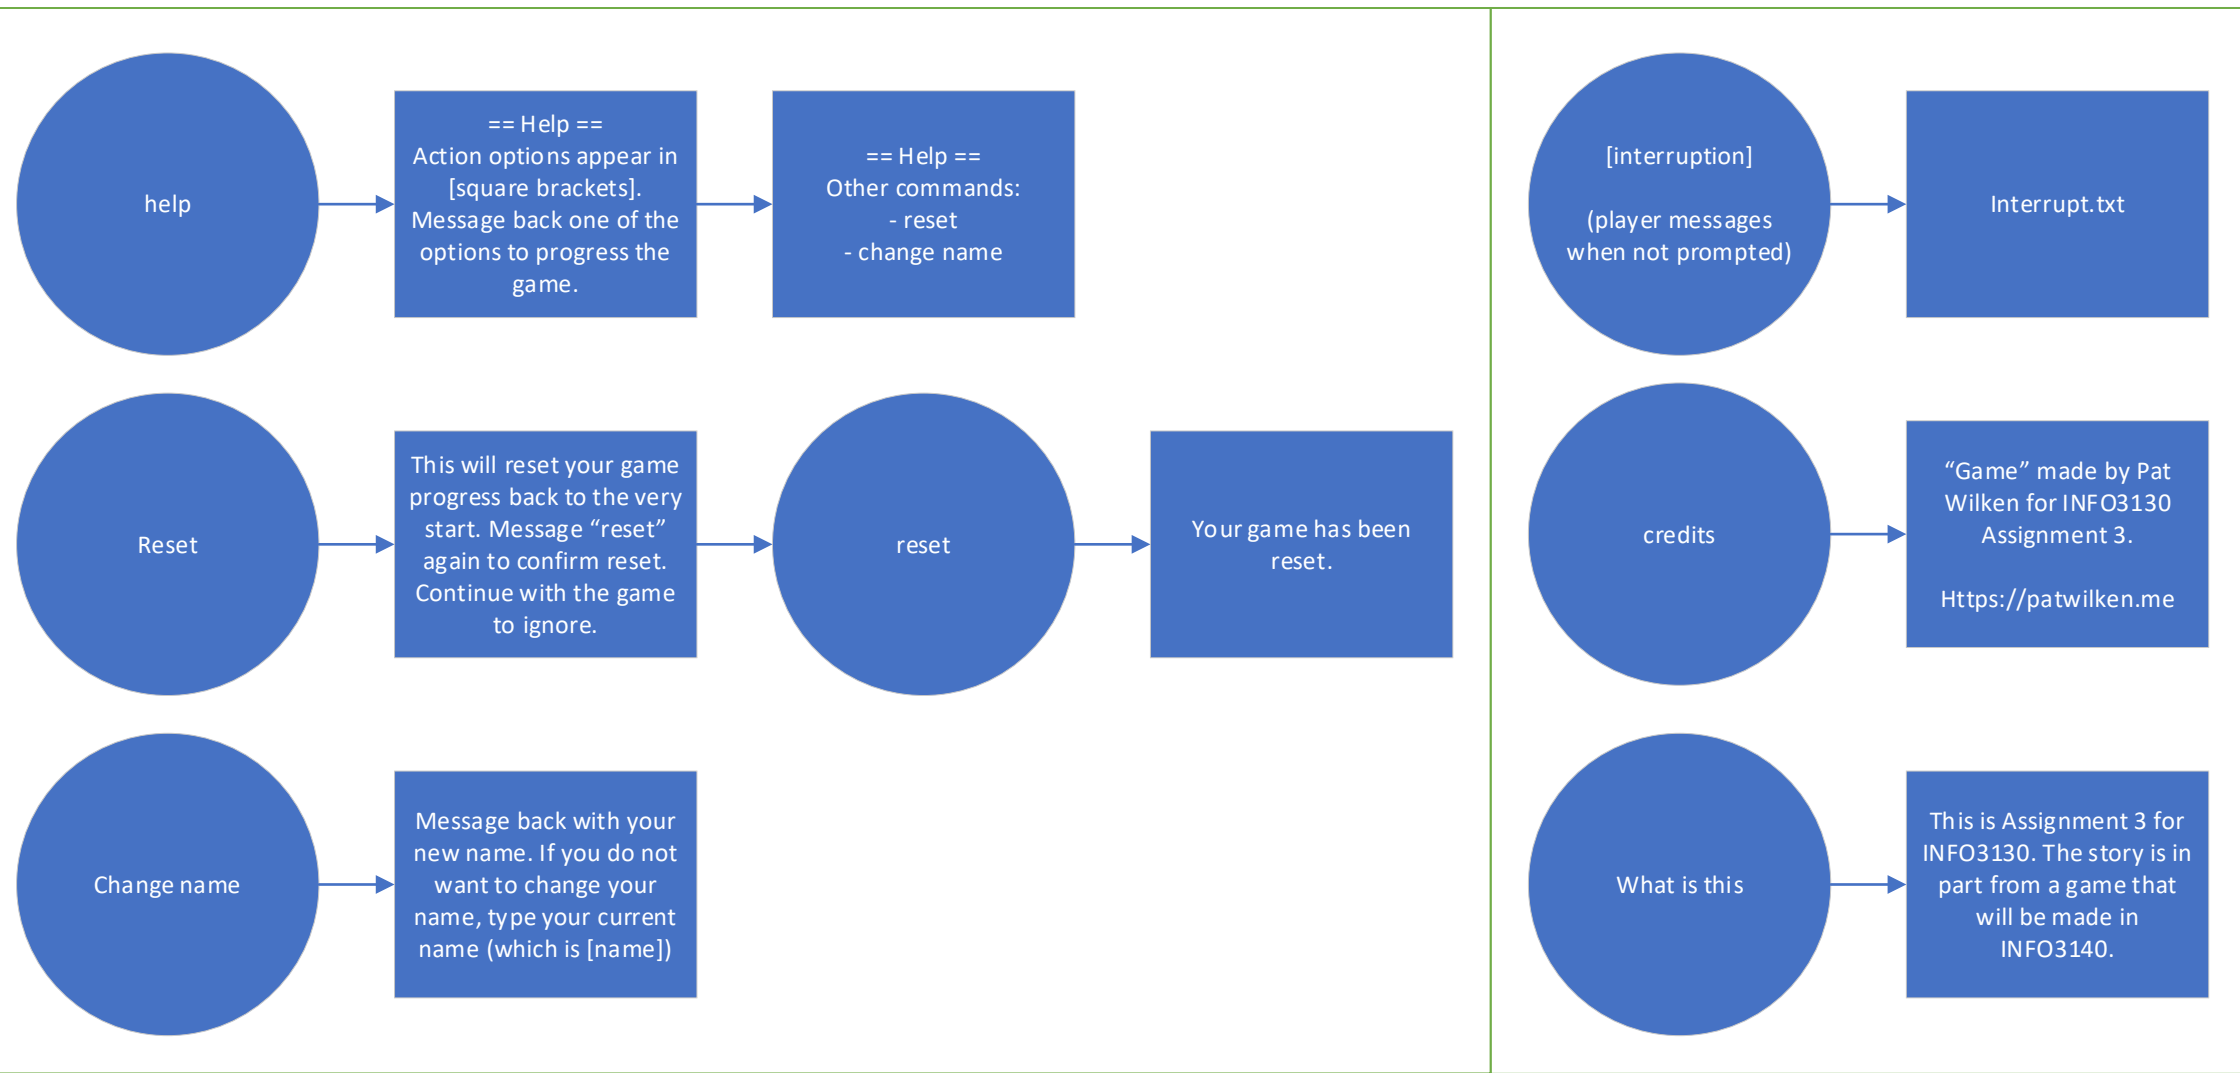 help
== Help ==
Action options appear in
[square brackets].
Message back one of the
options to progress the
game.
== Help ==
Other commands:
- reset
- change name
Reset
This will reset your game
progress back to the very
start. Message “reset”
again to confirm reset.
Continue with the game
to ignore.
reset
Your game has been
reset.
Change name
Message back with your
new name. If you do not
want to change your
name, type your current
name (which is [name])
[interruption]
(player messages
when not prompted)
Interrupt.txt
credits
“Game” made by Pat
Wilken for INFO3130
Assignment 3.
Https://patwilken.me
What is this
This is Assignment 3 for
INFO3130. The story is in
part from a game that
will be made in
INFO3140.